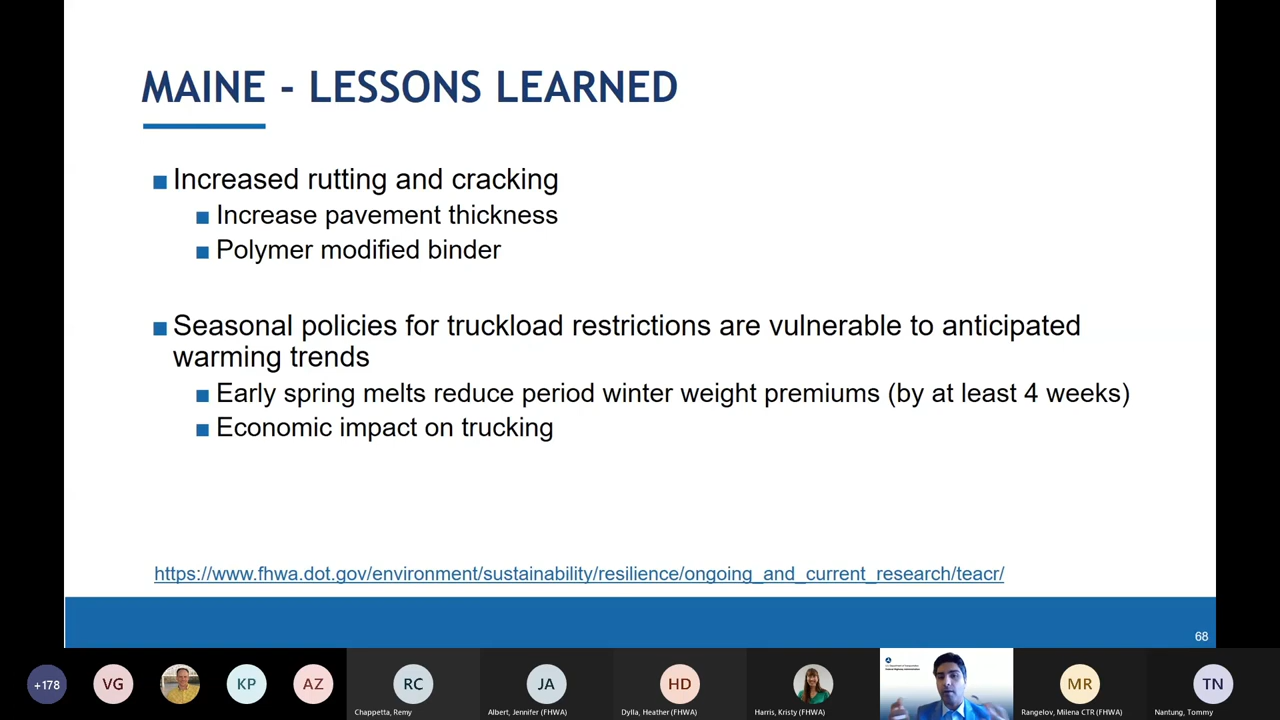 MAINE - LESSONS LEARNED
Increased rutting and cracking
Increase pavement thickness
Polymer modified binder
Seasonal policies for truckload restrictions are vulnerable to anticipated
warming trends
Early spring melts reduce period winter weight premiums (by at least 4 weeks)
Economic impact on trucking
https://www.fhwa.dot.gov/environment/sustainability/resilience/ongoing_and_current_research/teacr/
68
+178
VG
KP
AZ
RC
JA
HD
MR
TN
Chappetta, Remy
Albert, Jennifer (FHWA)
Dylla, Heather (FHWA)
Harris, Kristy (FHWA)
Rangelov, Milena CTR (FHWA)
Nantung, Tommy